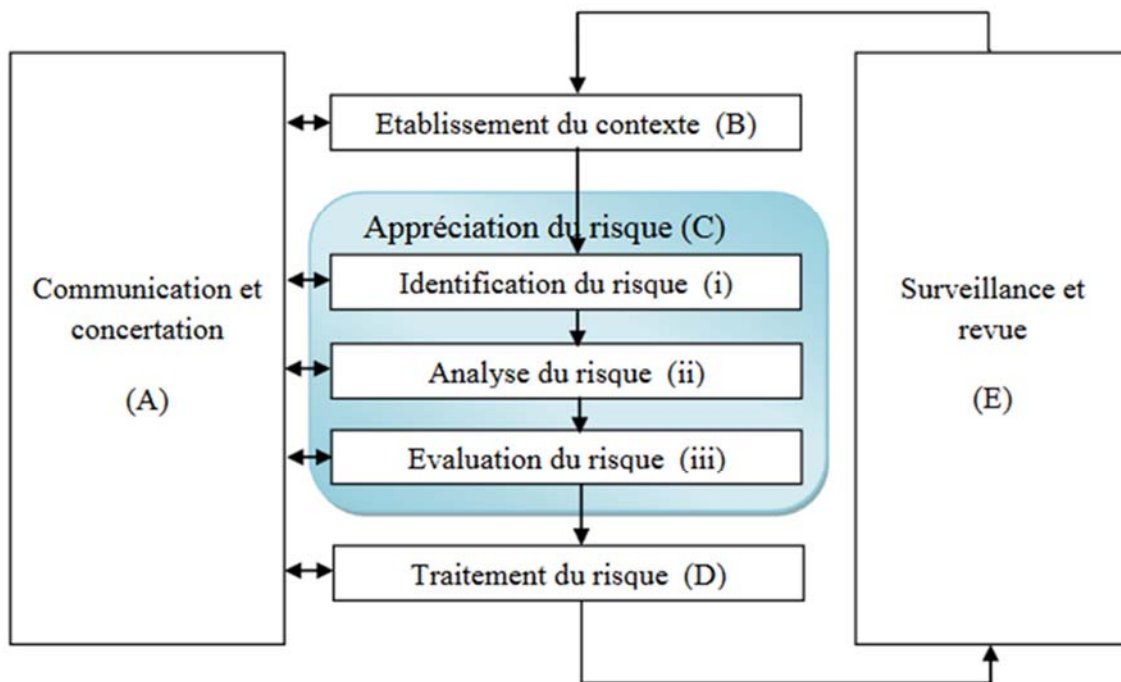 Communication et
concertation
(A)
Etablissement du contexte (B)
Appréciation du risque (C)
Identification du risque (i)
Analyse du risque (ii)
Evaluation du risque (iii)
Traitement du risque (D)
Surveillance et
revue
(E)